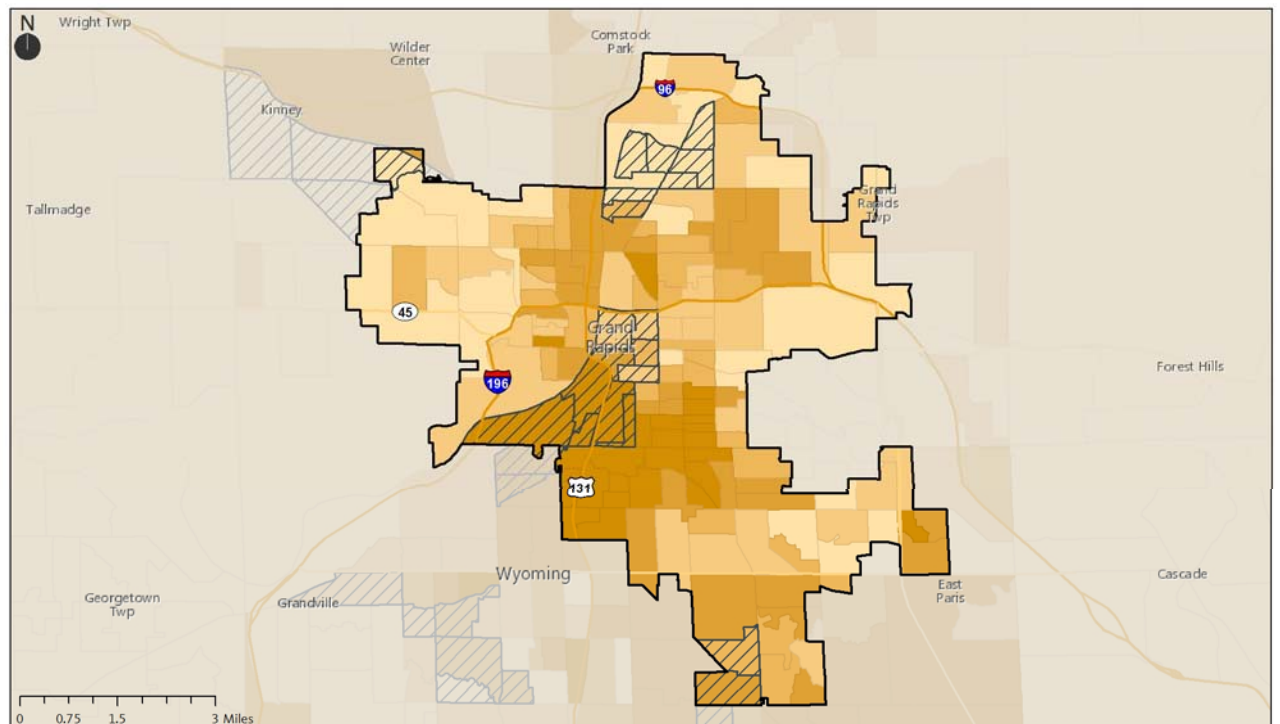 N
Wright Twp
Wilder
Center
Comstock
Park
96
Kinney
Tallmadge
Grand
Rapids
Twp
45
Grand
Rapids
Forest Hills
196
131
Wyoming
Cascade
Georgetown
Twp
Grandville
East
Paris
0 0.75 1.5 3 Miles